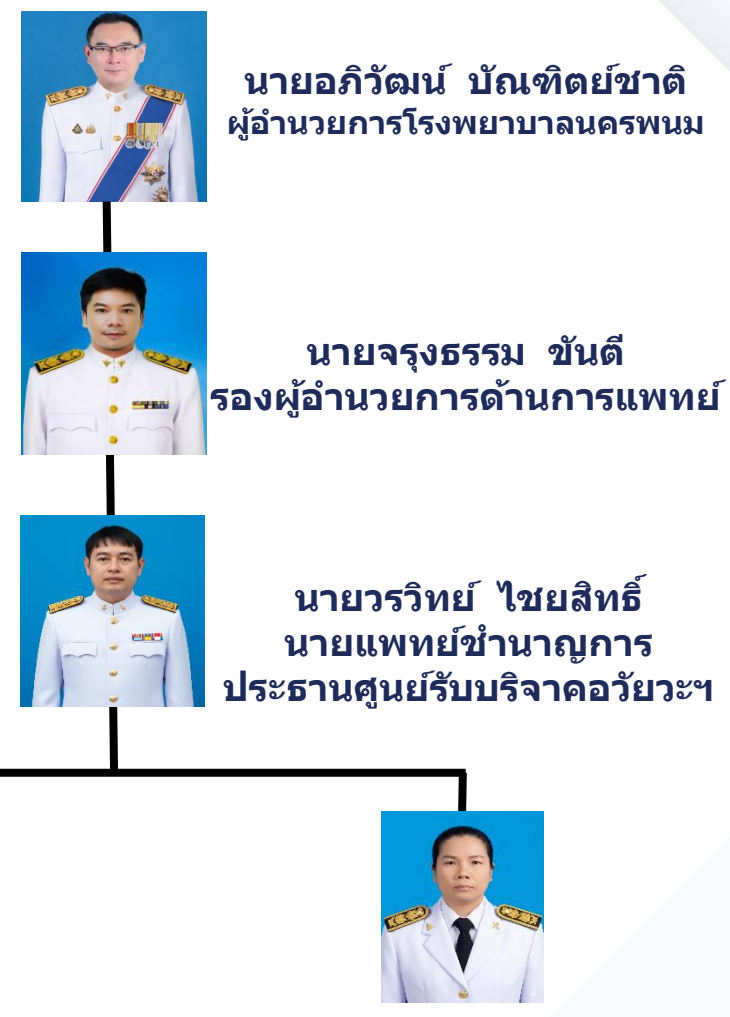 นายอภิวัฒน์ บัณฑิตย์ชาติ
ผู้อำนวยการโรงพยาบาลนครพนม
นายจรุงธรรม ขันตี
รองผู้อำนวยการด้านการแพทย์
นายวรวิทย์ ไชยสิทธิ์
นายแพทย์ชำนาญการ
ประธานศูนย์รับบริจาคอวัยวะฯ